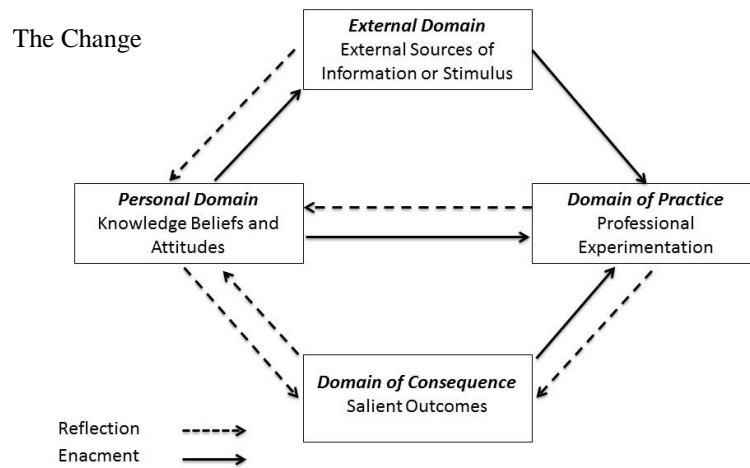 The Change
External Domain
External Sources of
Information or Stimulus
Personal Domain
Knowledge Beliefs and
Attitudes
Domain of Practice
Professional
Experimentation
Domain of Consequence
Salient Outcomes
Reflection
Enacment